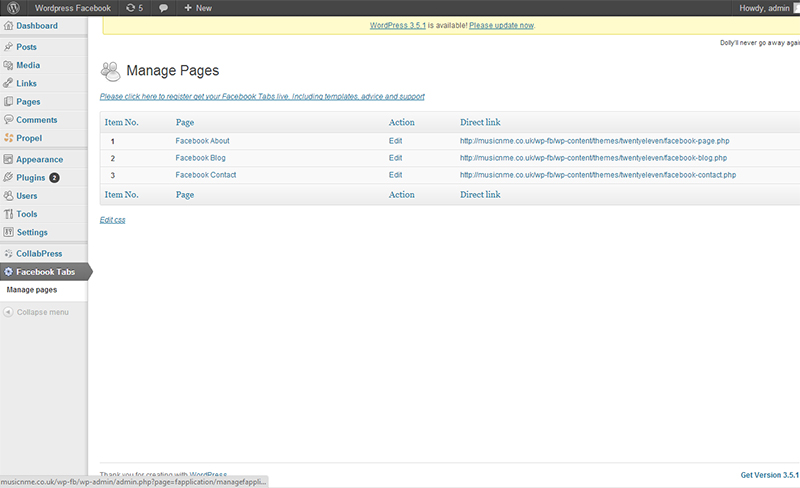 Wordpress Facebook 5 New Howdy, admin
WordPress 3.5.1 is available! Please update now.
Dolly'll never go away again
Dashboard
Posts
Media
Links
Pages
Comments
Propel
Appearance
Plugins 2
Users
Tools
Settings
CollabPress
Facebook Tabs
Manage pages
Collapse menu
Manage Pages
Please click here to register get your Facebook Tabs live. Including templates, advice and support
Item No. Page Action Direct link
1 Facebook About Edit http://musicnme.co.uk/wp-fb/wp-content/themes/twentyeleven/facebook-page.php
2 Facebook Blog Edit http://musicnme.co.uk/wp-fb/wp-content/themes/twentyeleven/facebook-blog.php
3 Facebook Contact Edit http://musicnme.co.uk/wp-fb/wp-content/themes/twentyeleven/facebook-contact.php
Item No. Page Action Direct link
Edit css
Thank you for creating with WordPress Get Version 3.5.1
musicnme.co.uk/wp-fb/wp-admin/admin.php?page=fapplication/managefappli...